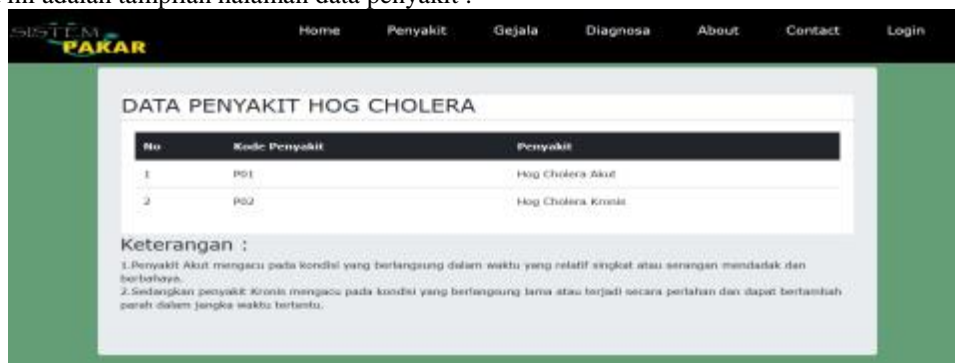 ini adalah tampilan halaman data penyakit :
SISTEM
PAKAR
Home Penyakit Gejala Diagnosa About Contact Login
DATA PENYAKIT HOG CHOLERA
No Kode Penyakit Penyakit
1 P01 Hog Cholera Akut
2 P02 Hog Cholera Kronis
Keterangan :
1.Penyakit Akut mengacu pada kondisi yang berlangsung dalam waktu yang relatif singkat atau serangan mendadak dan
berbahaya.
2.Sedangkan penyakit Kronis mengacu pada kondisi yang berlangsung lama atau terjadi secara perlahan dan dapat bertambah
parah dalam jangka waktu tertentu.